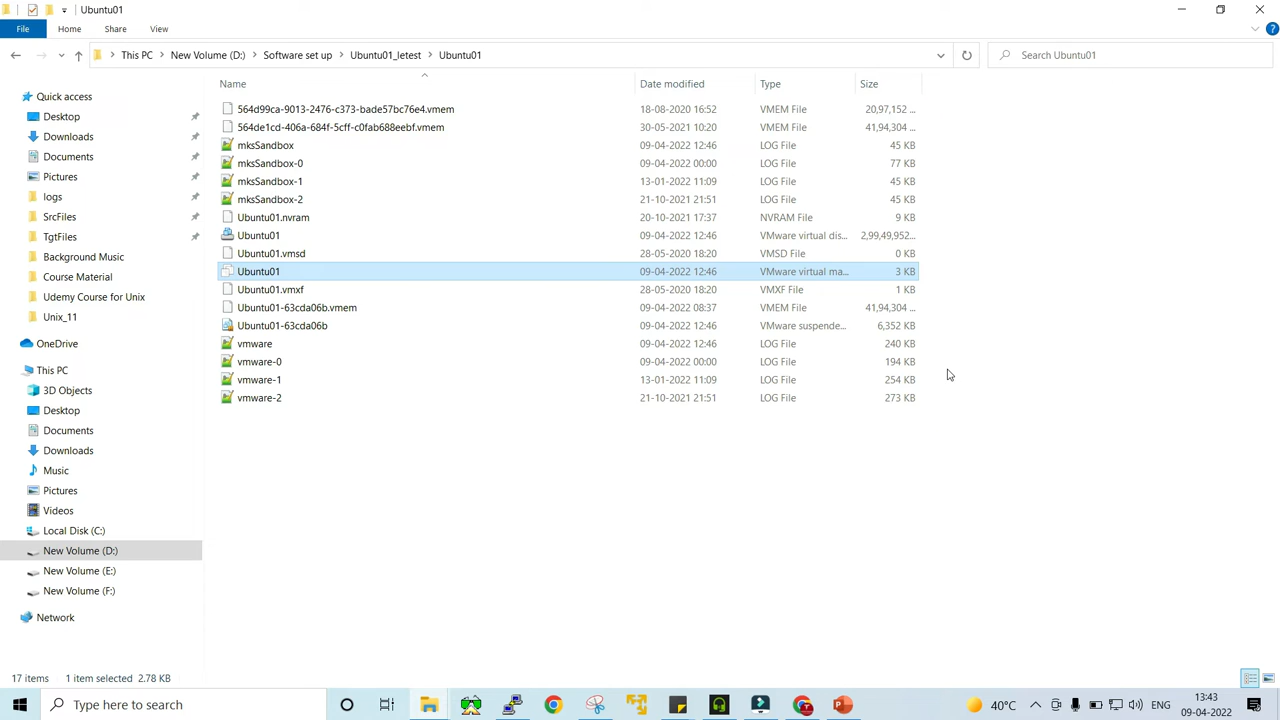 Ubuntu01
File Home Share View
This PC New Volume (D:) Software set up Ubuntu01_letest Ubuntu01
Search Ubuntu01
Name Date modified Type Size
Quick access
Desktop
Downloads
Documents
Pictures
logs
SrcFiles
TgtFiles
Background Music
Course Material
Udemy Course for Unix
Unix_11
OneDrive
This PC
3D Objects
Desktop
Documents
Downloads
Music
Pictures
Videos
Local Disk (C:)
New Volume (D:)
New Volume (E:)
New Volume (F:)
Network
564d99ca-9013-2476-c373-bade57bc76e4.vmem 18-08-2020 16:52 VMEM File 20,97,152 ...
564de1cd-406a-684f-5cff-c0fab688eebf.vmem 30-05-2021 10:20 VMEM File 41,94,304 ...
mksSandbox 09-04-2022 12:46 LOG File 45 KB
mksSandbox-0 09-04-2022 00:00 LOG File 77 KB
mksSandbox-1 13-01-2022 11:09 LOG File 45 KB
mksSandbox-2 21-10-2021 21:51 LOG File 45 KB
Ubuntu01.nvram 20-10-2021 17:37 NVRAM File 9 KB
Ubuntu01 09-04-2022 12:46 VMware virtual dis... 2,99,49,952...
Ubuntu01.vmsd 28-05-2020 18:20 VMSD File 0 KB
Ubuntu01 09-04-2022 12:46 VMware virtual ma... 3 KB
Ubuntu01.vmxf 28-05-2020 18:20 VMXF File 1 KB
Ubuntu01-63cda06b.vmem 09-04-2022 08:37 VMEM File 41,94,304 ...
Ubuntu01-63cda06b 09-04-2022 12:46 VMware suspende... 6,352 KB
vmware 09-04-2022 12:46 LOG File 240 KB
vmware-0 09-04-2022 00:00 LOG File 194 KB
vmware-1 13-01-2022 11:09 LOG File 254 KB
vmware-2 21-10-2021 21:51 LOG File 273 KB
17 items 1 item selected 2.78 KB
Type here to search
40°C
ENG
13:43
09-04-2022